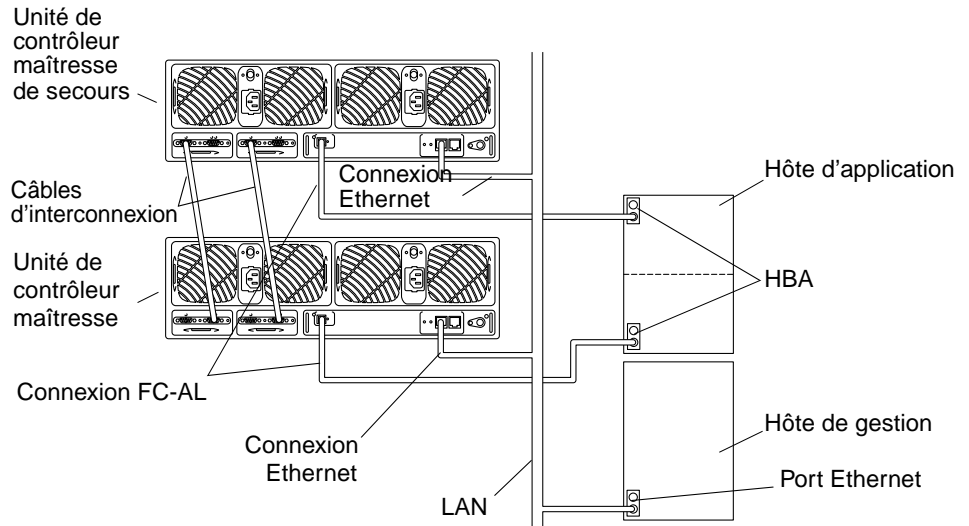 Unité de
contrôleur
maîtresse
de secours
Câbles
d'interconnexion
Connexion
Ethernet
Hôte d'application
Unité de
contrôleur
maîtresse
HBA
Connexion FC-AL
Connexion
Ethernet
LAN
Hôte de gestion
Port Ethernet